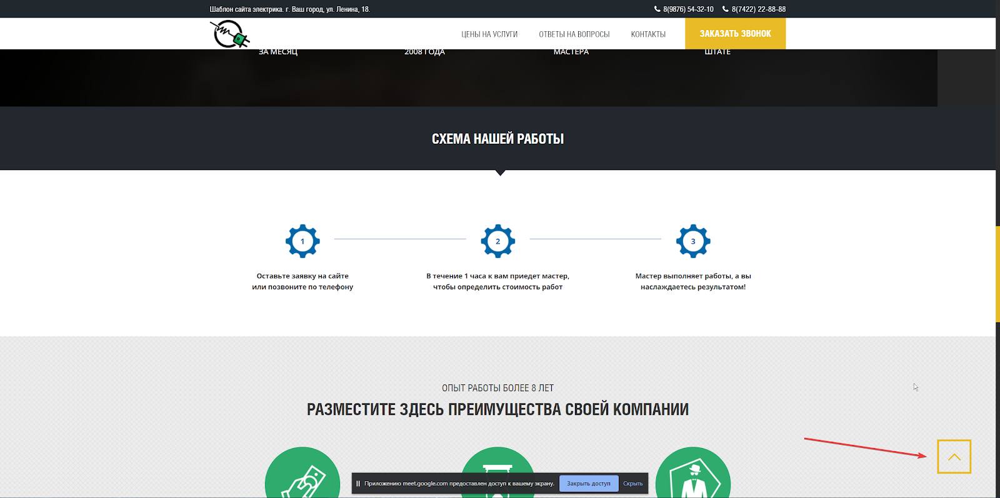 Шаблон сайта электрика. г. Ваш город, ул. Ленина, 18.
8(9876) 54-32-10 8(7422) 22-88-88
ЦЕНЫ НА УСЛУГИ ОТВЕТЫ НА ВОПРОСЫ КОНТАКТЫ ЗАКАЗАТЬ ЗВОНОК
ЗА МЕСЯЦ 2008 ГОДА МАСТЕРА ШТАТЕ
СХЕМА НАШЕЙ РАБОТЫ
1 2 3
Оставьте заявку на сайте
или позвоните по телефону
В течение 1 часа к вам приедет мастер,
чтобы определить стоимость работ
Мастер выполняет работы, а вы
наслаждаетесь результатом!
ОПЫТ РАБОТЫ БОЛЕЕ 8 ЛЕТ
РАЗМЕСТИТЕ ЗДЕСЬ ПРЕИМУЩЕСТВА СВОЕЙ КОМПАНИИ
Приложению meet.google.com предоставлен доступ к вашему экрану. Закрыть доступ Скрыть